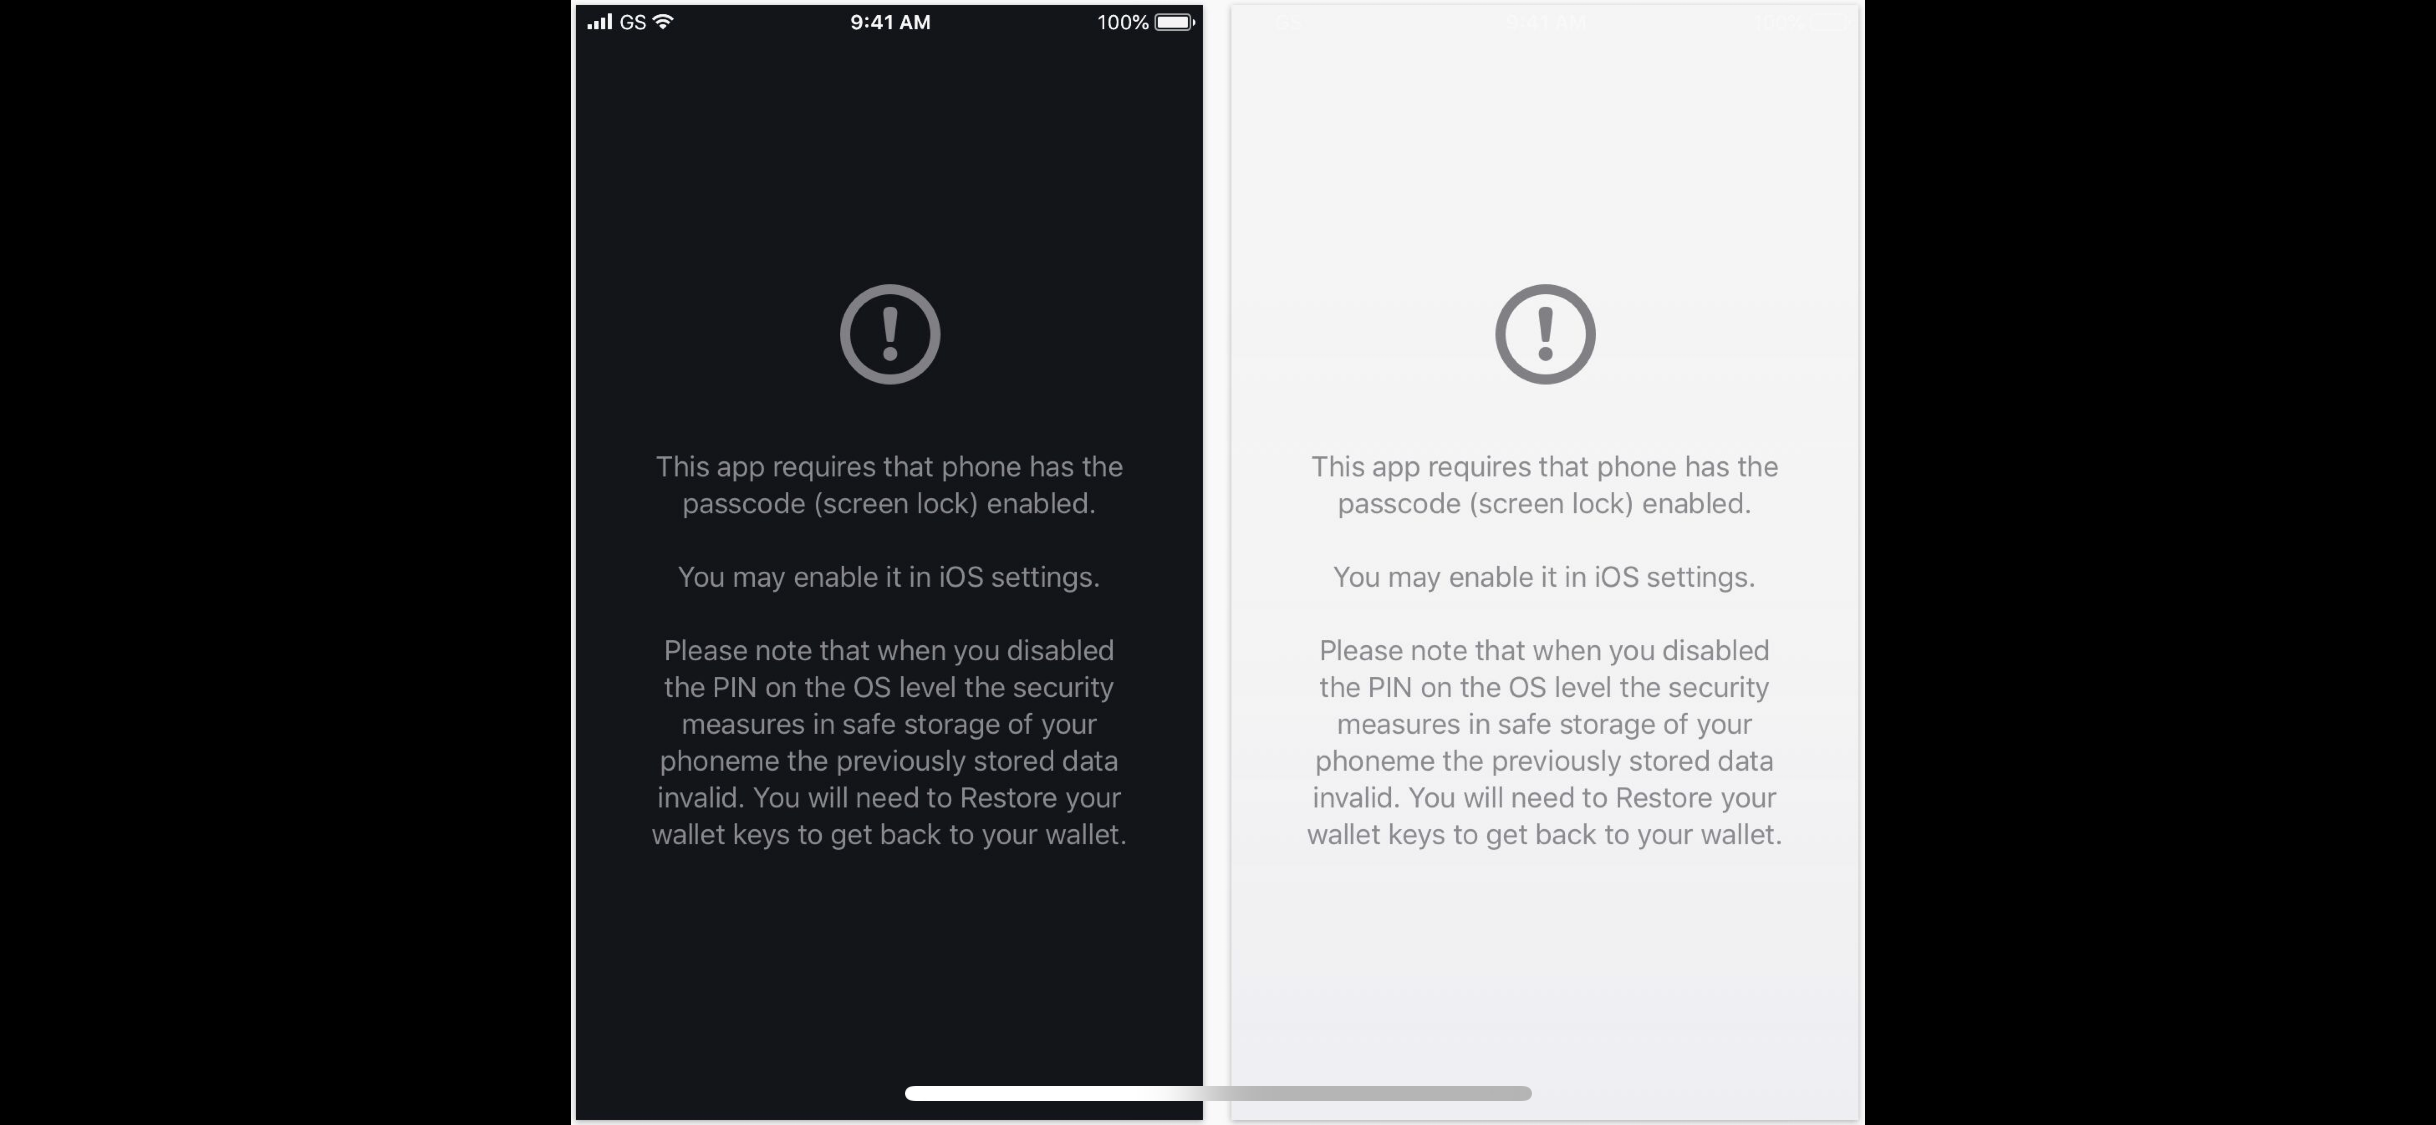 GS 9:41 AM 100%
This app requires that phone has the
passcode (screen lock) enabled.
You may enable it in iOS settings.
Please note that when you disabled
the PIN on the OS level the security
measures in safe storage of your
phoneme the previously stored data
invalid. You will need to Restore your
wallet keys to get back to your wallet.
GS 9:41 AM 100%
This app requires that phone has the
passcode (screen lock) enabled.
You may enable it in iOS settings.
Please note that when you disabled
the PIN on the OS level the security
measures in safe storage of your
phoneme the previously stored data
invalid. You will need to Restore your
wallet keys to get back to your wallet.